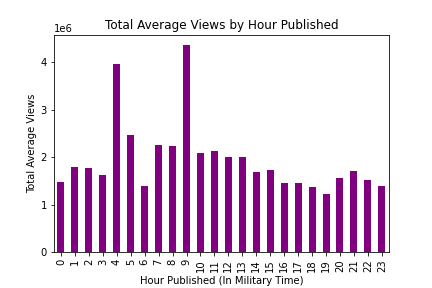 Total Average Views by Hour Published
1e6
4
3
2
1
0
Total Average Views
0 1 2 3 4 5 6 7 8 9 10 11 12 13 14 15 16 17 18 19 20 21 22 23
Hour Published (In Military Time)